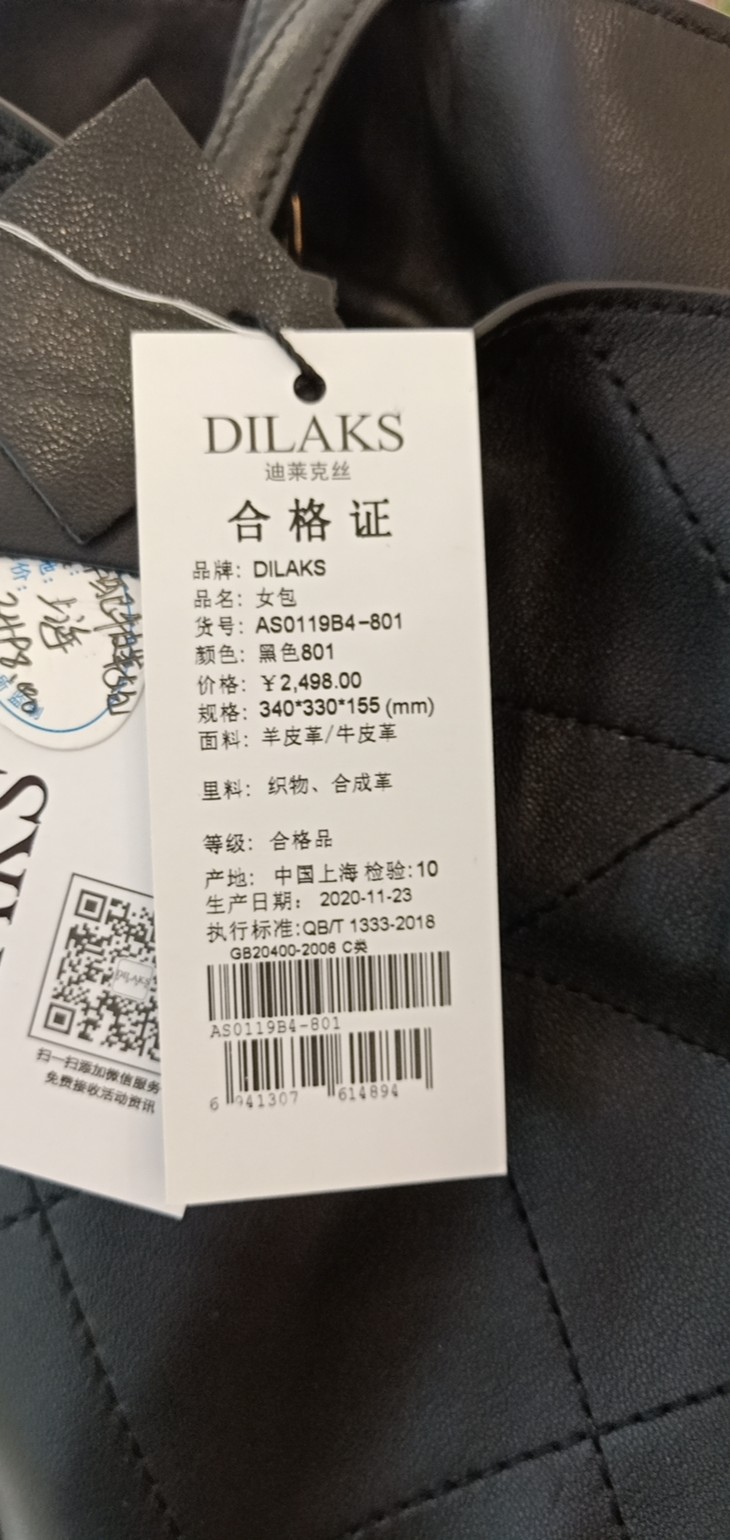 DILAKS
迪莱克丝
合格证
品牌: DILAKS
品名: 女包
货号: AS0119B4-801
颜色: 黑色801
价格: ￥2,498.00
规格: 340*330*155 (mm)
面料: 羊皮革/牛皮革
里料: 织物、合成革
等级: 合格品
产地: 中国上海 检验:10
生产日期: 2020-11-23
执行标准:QB/T 1333-2018
GB20400-2006 C类
AS0119B4-801
6 941307 614894
上海
2498.00
DILAKS
扫一扫添加微信服务
免费接收活动资讯